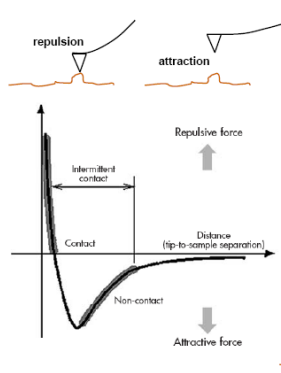 repulsion
attraction
Repulsive force
Intermittent
contact
Contact
Distance
(tip-to-sample separation)
Non-contact
Attractive force